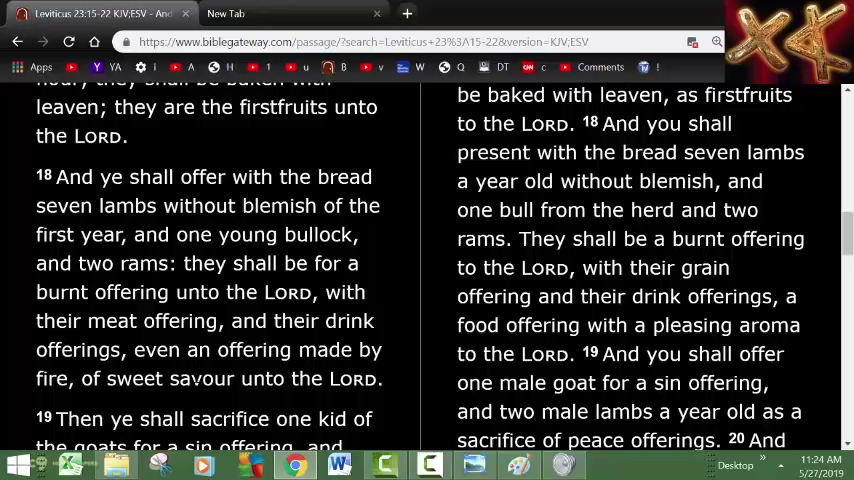 Leviticus 23:15-22 KJV;ESV - And
New Tab
https://www.biblegateway.com/passage/?search=Leviticus+23%3A15-22&version=KJV;ESV
Apps YA i A H 1 u B v W Q DT c Comments !
leaven; they are the firstfruits unto
the LORD.
18 And ye shall offer with the bread
seven lambs without blemish of the
first year, and one young bullock,
and two rams: they shall be for a
burnt offering unto the LORD, with
their meat offering, and their drink
offerings, even an offering made by
fire, of sweet savour unto the LORD.
19 Then ye shall sacrifice one kid of
the goats for a sin offering, and
be baked with leaven, as firstfruits
to the LORD. 18 And you shall
present with the bread seven lambs
a year old without blemish, and
one bull from the herd and two
rams. They shall be a burnt offering
to the LORD, with their grain
offering and their drink offerings, a
food offering with a pleasing aroma
to the LORD. 19 And you shall offer
one male goat for a sin offering,
and two male lambs a year old as a
sacrifice of peace offerings. 20 And
Desktop
11:24 AM
5/27/2019